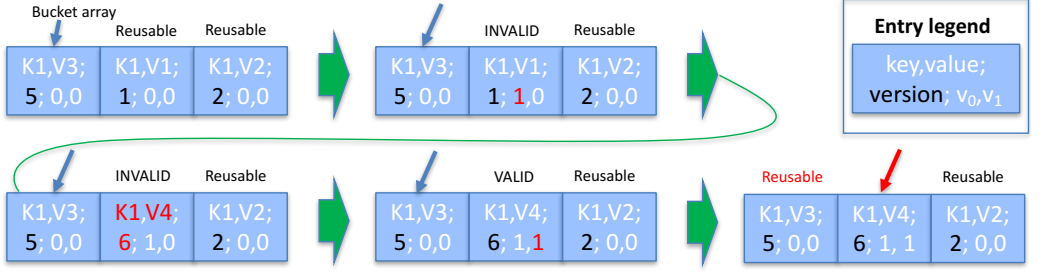 Bucket array
Reusable Reusable
K1,V3; K1,V1; K1,V2;
5; 0,0 1; 0,0 2; 0,0
INVALID Reusable
K1,V3; K1,V1; K1,V2;
5; 0,0 1; 1,0 2; 0,0
Entry legend
key,value;
version; v₀,v₁
INVALID Reusable
K1,V3; K1,V4; K1,V2;
5; 0,0 6; 1,0 2; 0,0
VALID Reusable
K1,V3; K1,V4; K1,V2;
5; 0,0 6; 1,1 2; 0,0
Reusable Reusable
K1,V3; K1,V4; K1,V2;
5; 0,0 6; 1, 1 2; 0,0